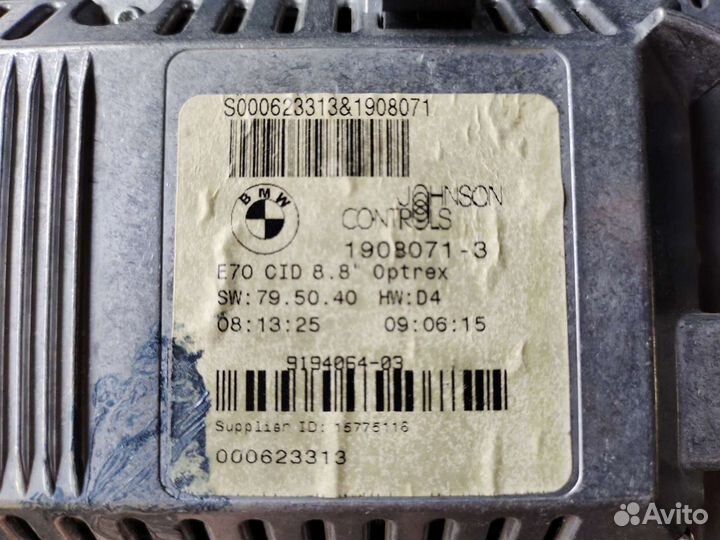 S000623313&1908071
BMW
JOHNSON
CONTROLS
1908071-3
E70 CID 8.8" Optrex
SW:79.50.40 HW:D4
08:13:25 09:06:15
9194064-03
Supplier ID: 15775116
000623313
Avito